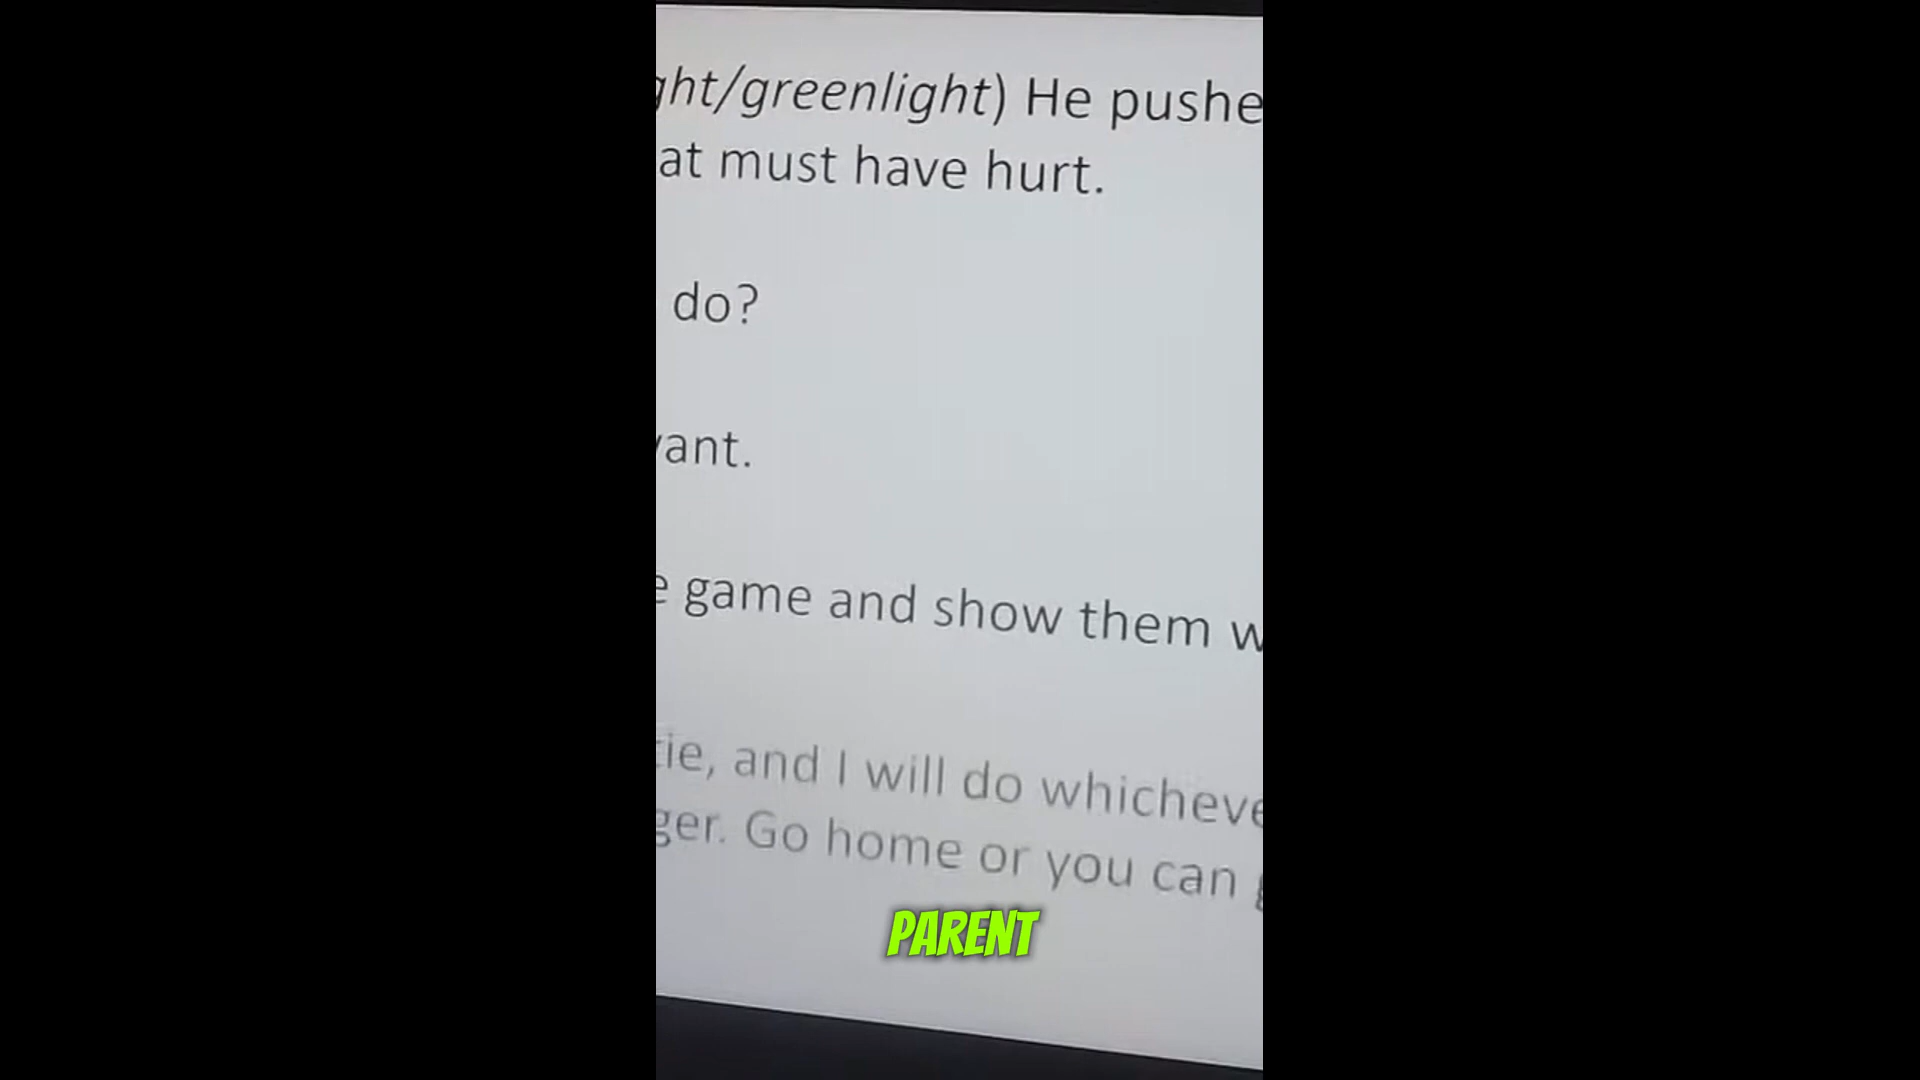 ght/greenlight) He pushe
at must have hurt.
do?
ant.
e game and show them w
tie, and I will do whicheve
ger. Go home or you can g
PARENT